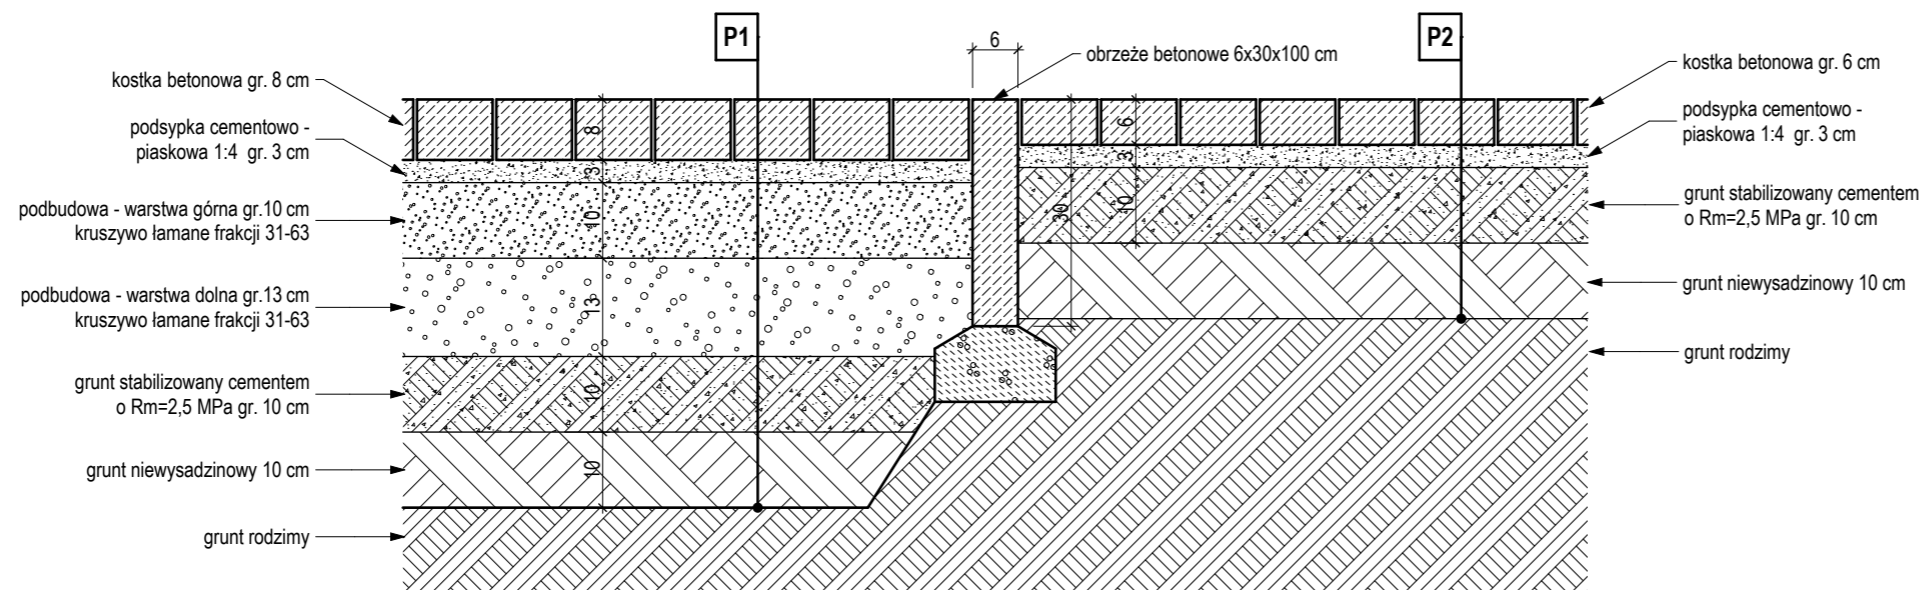 P1
P2
6
obrzeże betonowe 6x30x100 cm
kostka betonowa gr. 8 cm
podsypka cementowo -
piaskowa 1:4 gr. 3 cm
podbudowa - warstwa górna gr.10 cm
kruszywo łamane frakcji 31-63
podbudowa - warstwa dolna gr.13 cm
kruszywo łamane frakcji 31-63
grunt stabilizowany cementem
o Rm=2,5 MPa gr. 10 cm
grunt niewysadzinowy 10 cm
grunt rodzimy
8
3
10
13
10
10
30
6
3
10
kostka betonowa gr. 6 cm
podsypka cementowo -
piaskowa 1:4 gr. 3 cm
grunt stabilizowany cementem
o Rm=2,5 MPa gr. 10 cm
grunt niewysadzinowy 10 cm
grunt rodzimy